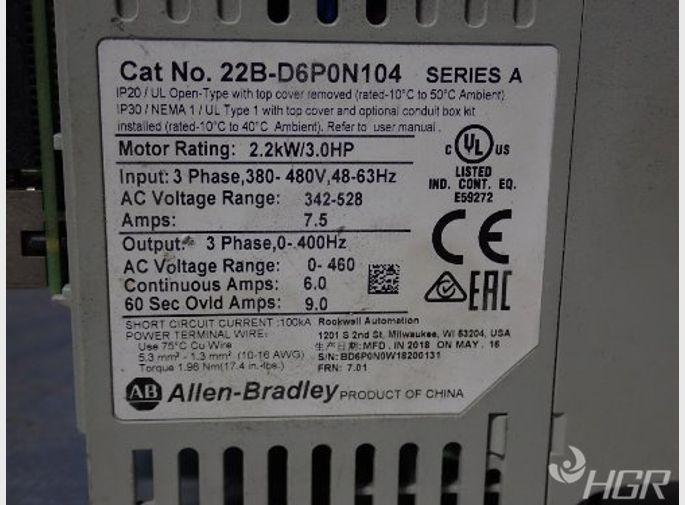 Cat No. 22B-D6P0N104 SERIES A
IP20 / UL Open-Type with top cover removed (rated-10°C to 50°C Ambient)
IP30 / NEMA 1 / UL Type 1 with top cover and optional conduit box kit
installed (rated-10°C to 40°C Ambient). Refer to user manual.
Motor Rating: 2.2kW/3.0HP
Input: 3 Phase,380- 480V,48-63Hz
AC Voltage Range: 342-528
Amps: 7.5
Output: 3 Phase,0- 400Hz
AC Voltage Range: 0- 460
Continuous Amps: 6.0
60 Sec Ovld Amps: 9.0
C UL US
LISTED
IND. CONT. EQ.
E59272
CE
EAC
SHORT CIRCUIT CURRENT :100kA
POWER TERMINAL WIRE:
Use 75°C Cu Wire
5.3 mm² - 1.3 mm² (10-16 AWG)
Torque 1.96 Nm(17.4 in.-lbs.)
Rockwell Automation
1201 S 2nd St, Milwaukee, WI 53204, USA
生产日期:MFD. IN 2018 ON MAY. 16
S/N: BD6P0N0W18200131
FRN: 7.01
AB Allen-Bradley PRODUCT OF CHINA
HGR